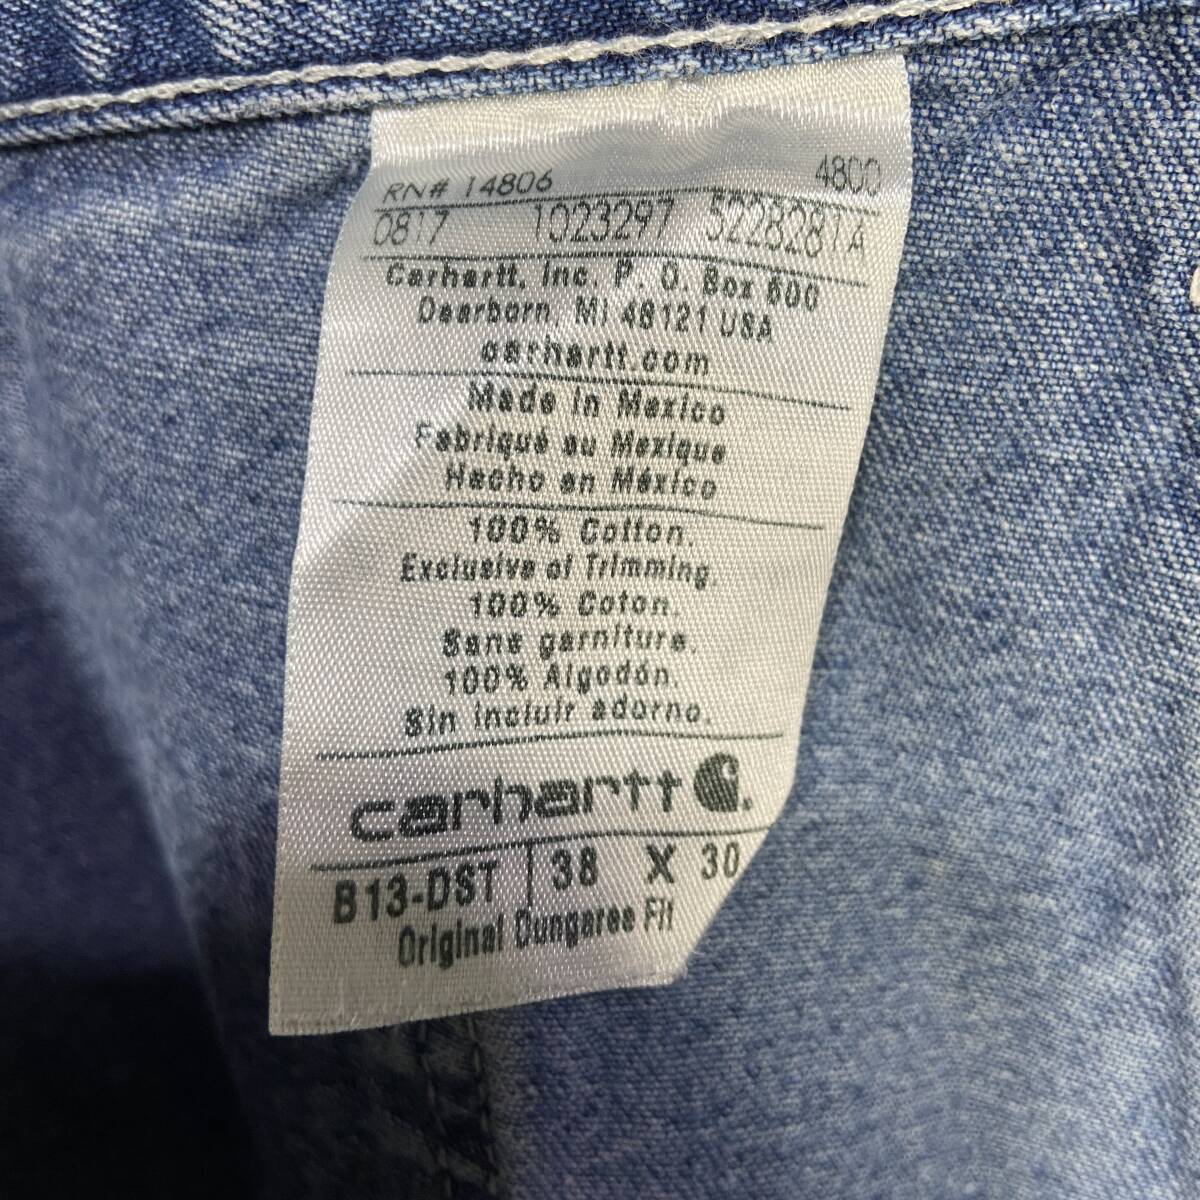 RN# 14806 4800
0817 1023297 5228281A
Carhartt, Inc. P. O. Box 600
Dearborn, MI 48121 USA
carhartt.com
Made in Mexico
Fabriqué au Mexique
Hecho en México
100% Cotton.
Exclusive of Trimming.
100% Coton.
Sans garniture.
100% Algodón.
Sin incluir adorno.
carhartt
B13-DST 38 X 30
Original Dungaree Fit